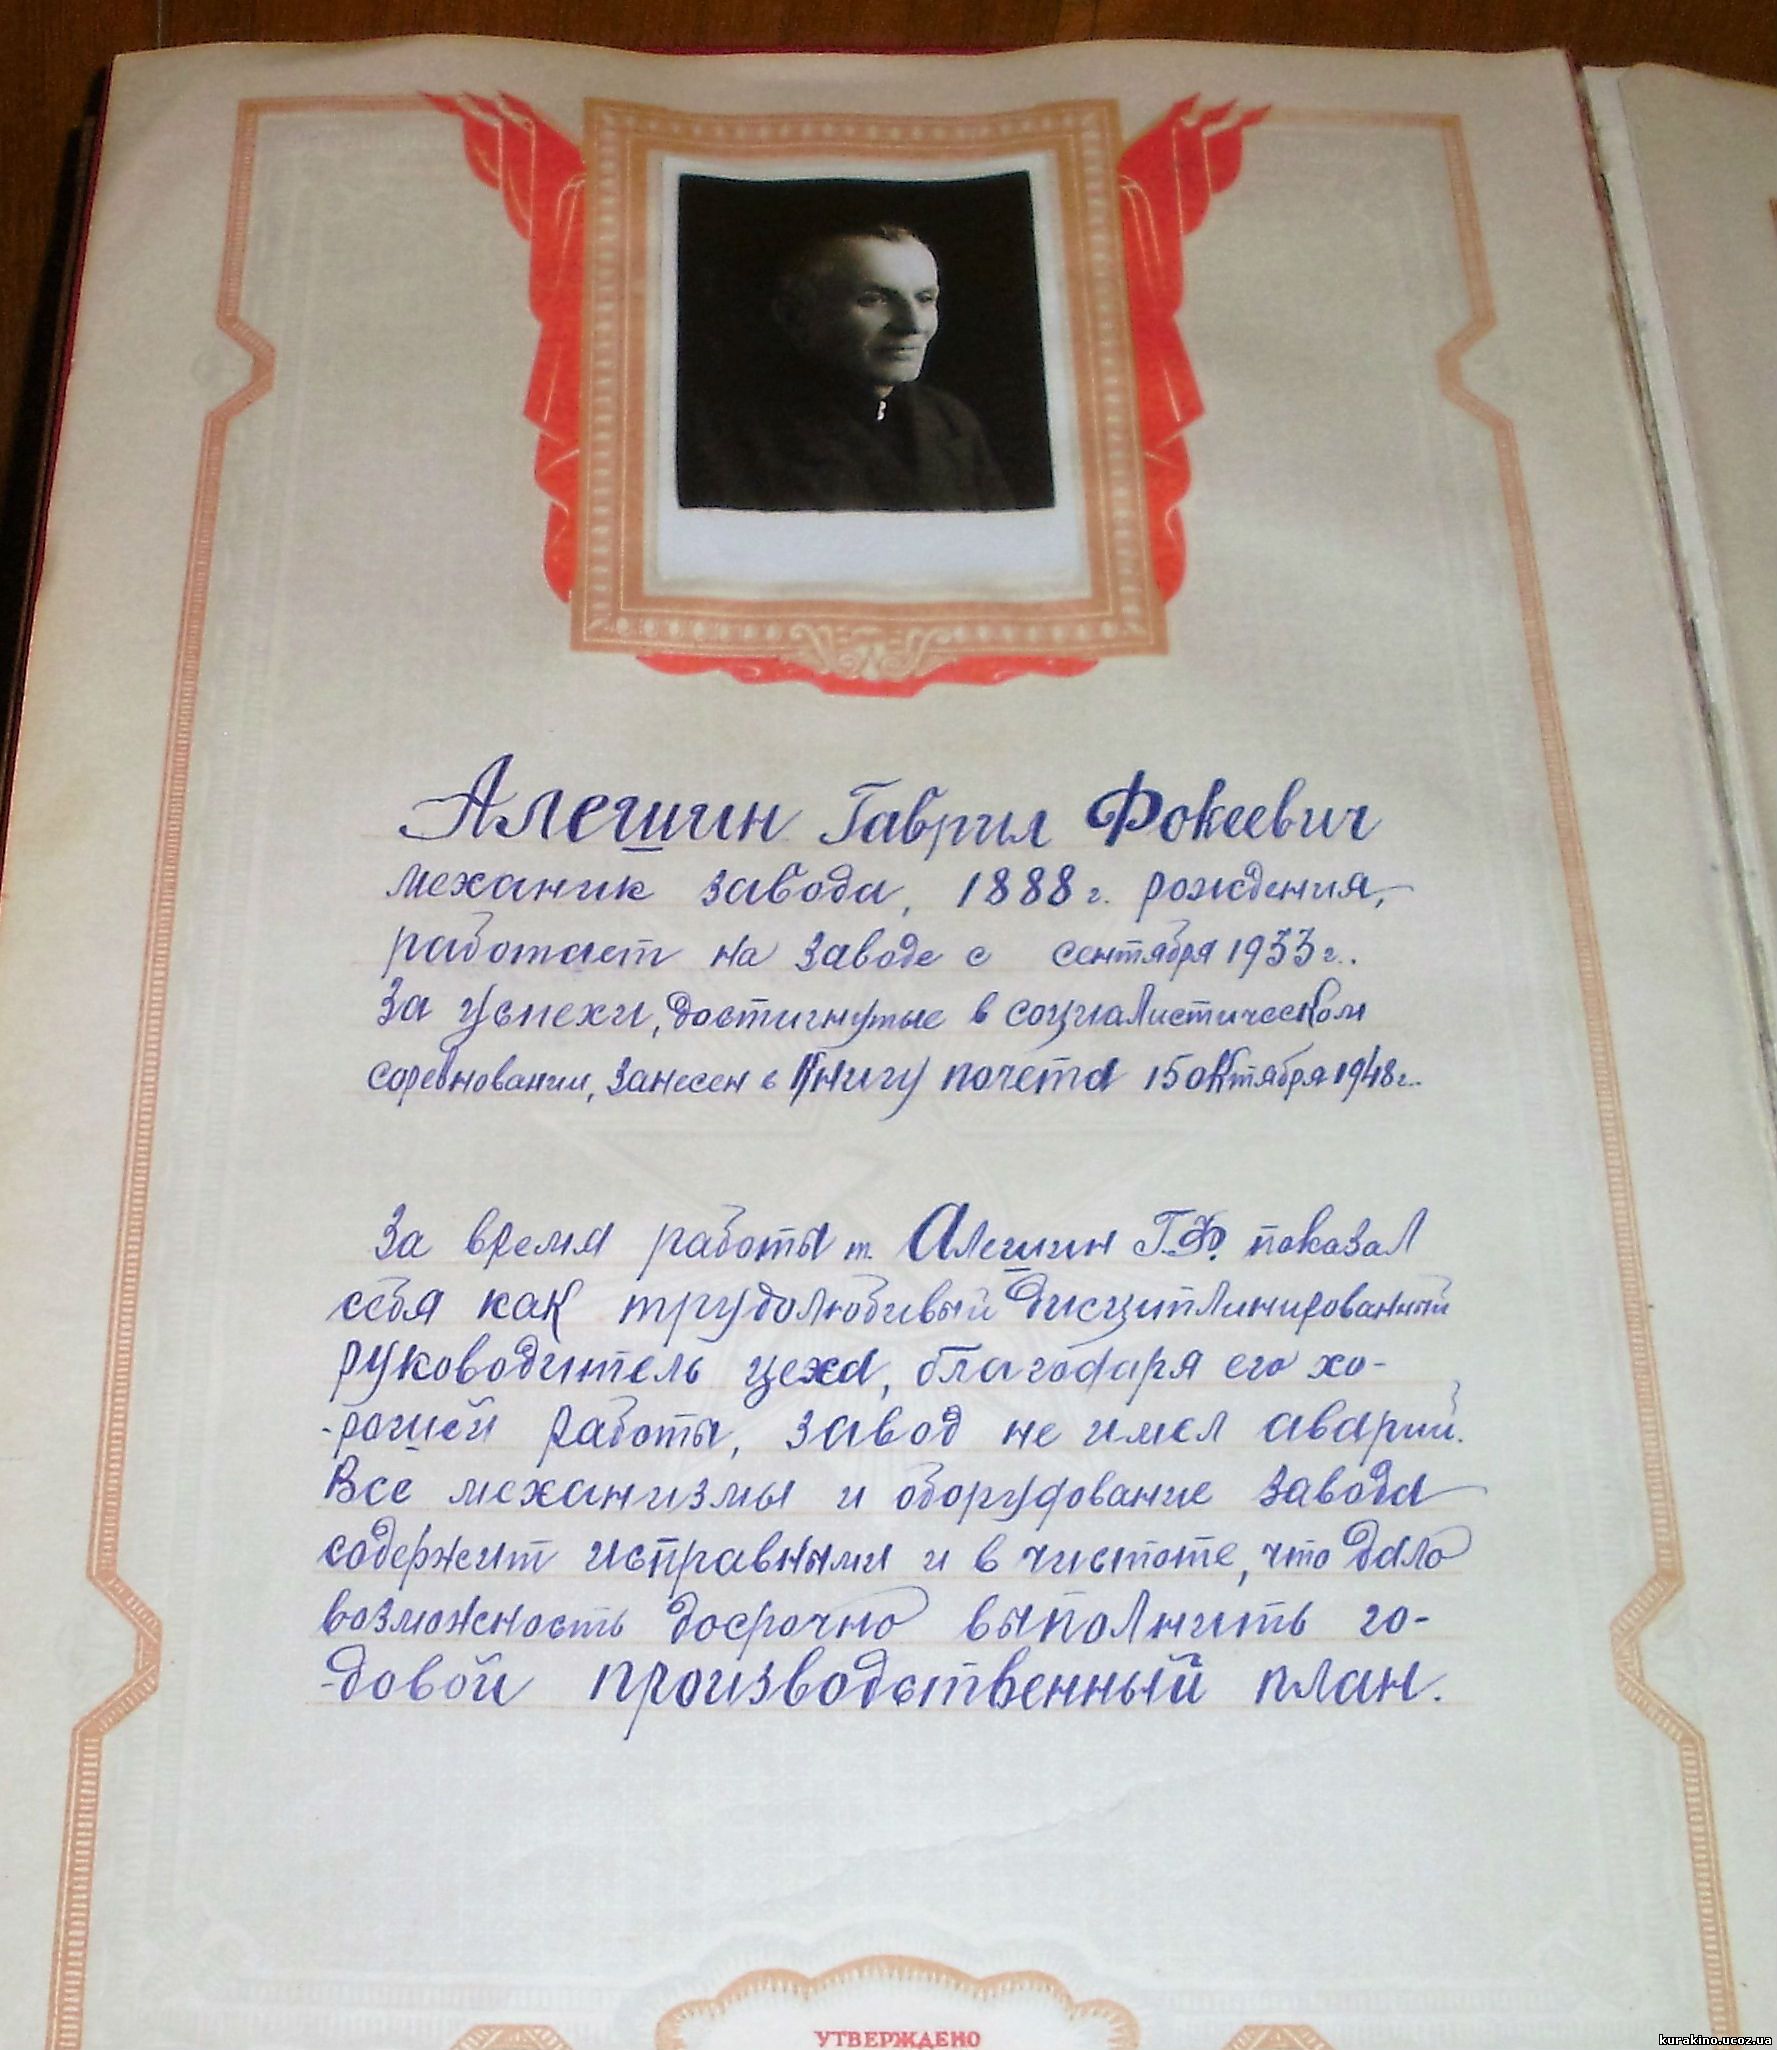 Алешин Гаврил Фокеевич
механик завода, 1888 г. рождения,
работает на заводе с сентября 1933 г..
За успехи, достигнутые в социалистическом
соревновании, занесен в Книгу почета 15 октября 1948 г..
За время работы т. Алешин Г.Ф. показал
себя как трудолюбивый дисциплинированный
руководитель цеха, благодаря его хо-
-рошей работы, завод не имел аварий.
Все механизмы и оборудование завода
содержит исправными и в чистоте, что дало
возможность досрочно выполнить го-
-довой производственный план.
УТВЕРЖДЕНО
kurakino.ucoz.ua